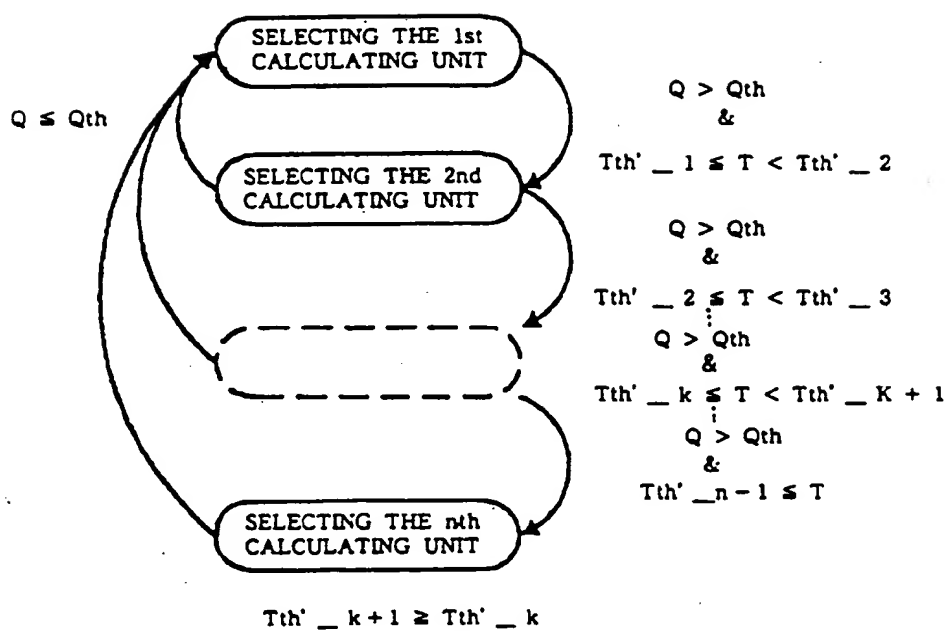 SELECTING THE 1st
CALCULATING UNIT
Q ≦ Qth
Q > Qth
&
Tth' _ 1 ≦ T < Tth' _ 2
SELECTING THE 2nd
CALCULATING UNIT
Q > Qth
&
Tth' _ 2 ≦ T < Tth' _ 3
Q > Qth
&
Tth' _ k ≦ T < Tth' _ K + 1
Q > Qth
&
Tth' _n - 1 ≦ T
SELECTING THE nth
CALCULATING UNIT
Tth' _ k + 1 ≧ Tth' _ k